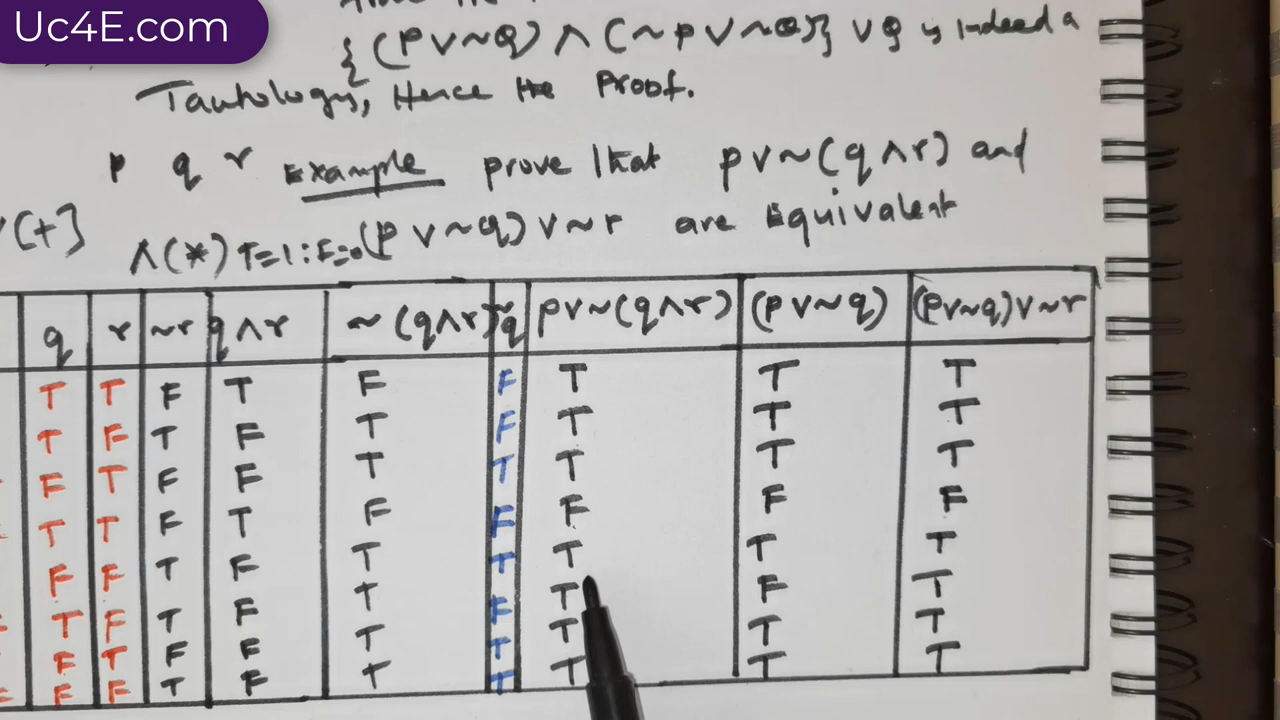 Uc4E.com
{(p∨~q)∧(~p∨~q)}∨q is Indeed a
Tautology, Hence the Proof.
p q r Example prove that p∨~(q∧r) and
∨(+]
∧(*) T=1:F=0 (p∨~q)∨~r are Equivalent
q r ~r q∧r ~(q∧r) ~q p∨~(q∧r) (p∨~q) (p∨~q)∨~r
T T F T F F T T T
T F T F T F T T T
F T F F T T T T T
T T F T F F F F F
F F T F T T T T T
T F T F T F T F T
F T F F T T T T T
F F T F T T T T T